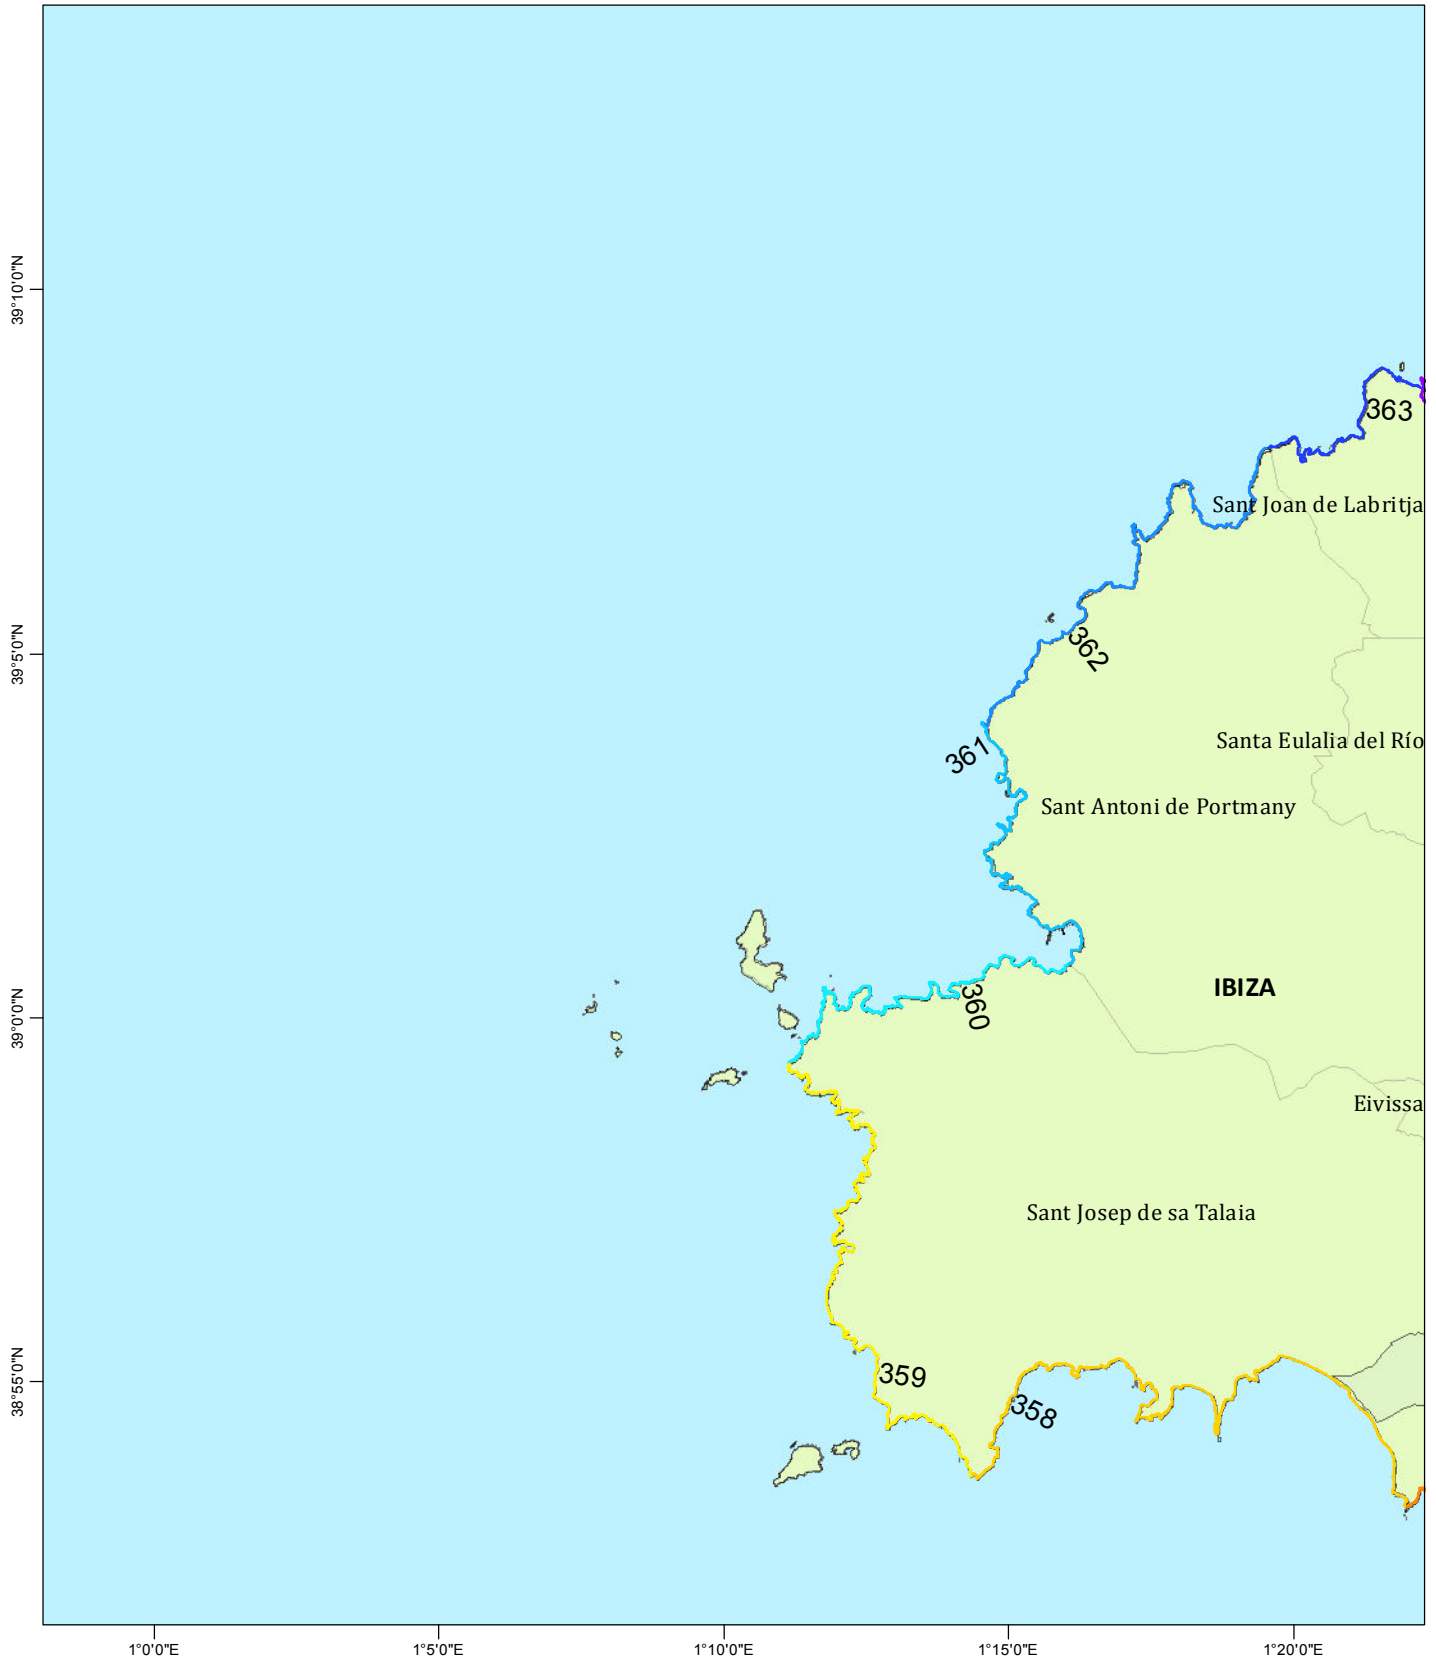 39°10'0"N
363
Sant Joan de Labritja
39°5'0"N
362
Santa Eulalia del Río
361
Sant Antoni de Portmany
IBIZA
360
39°0'0"N
Eivissa
Sant Josep de sa Talaia
359
38°55'0"N
358
1°0'0"E 1°5'0"E 1°10'0"E 1°15'0"E 1°20'0"E